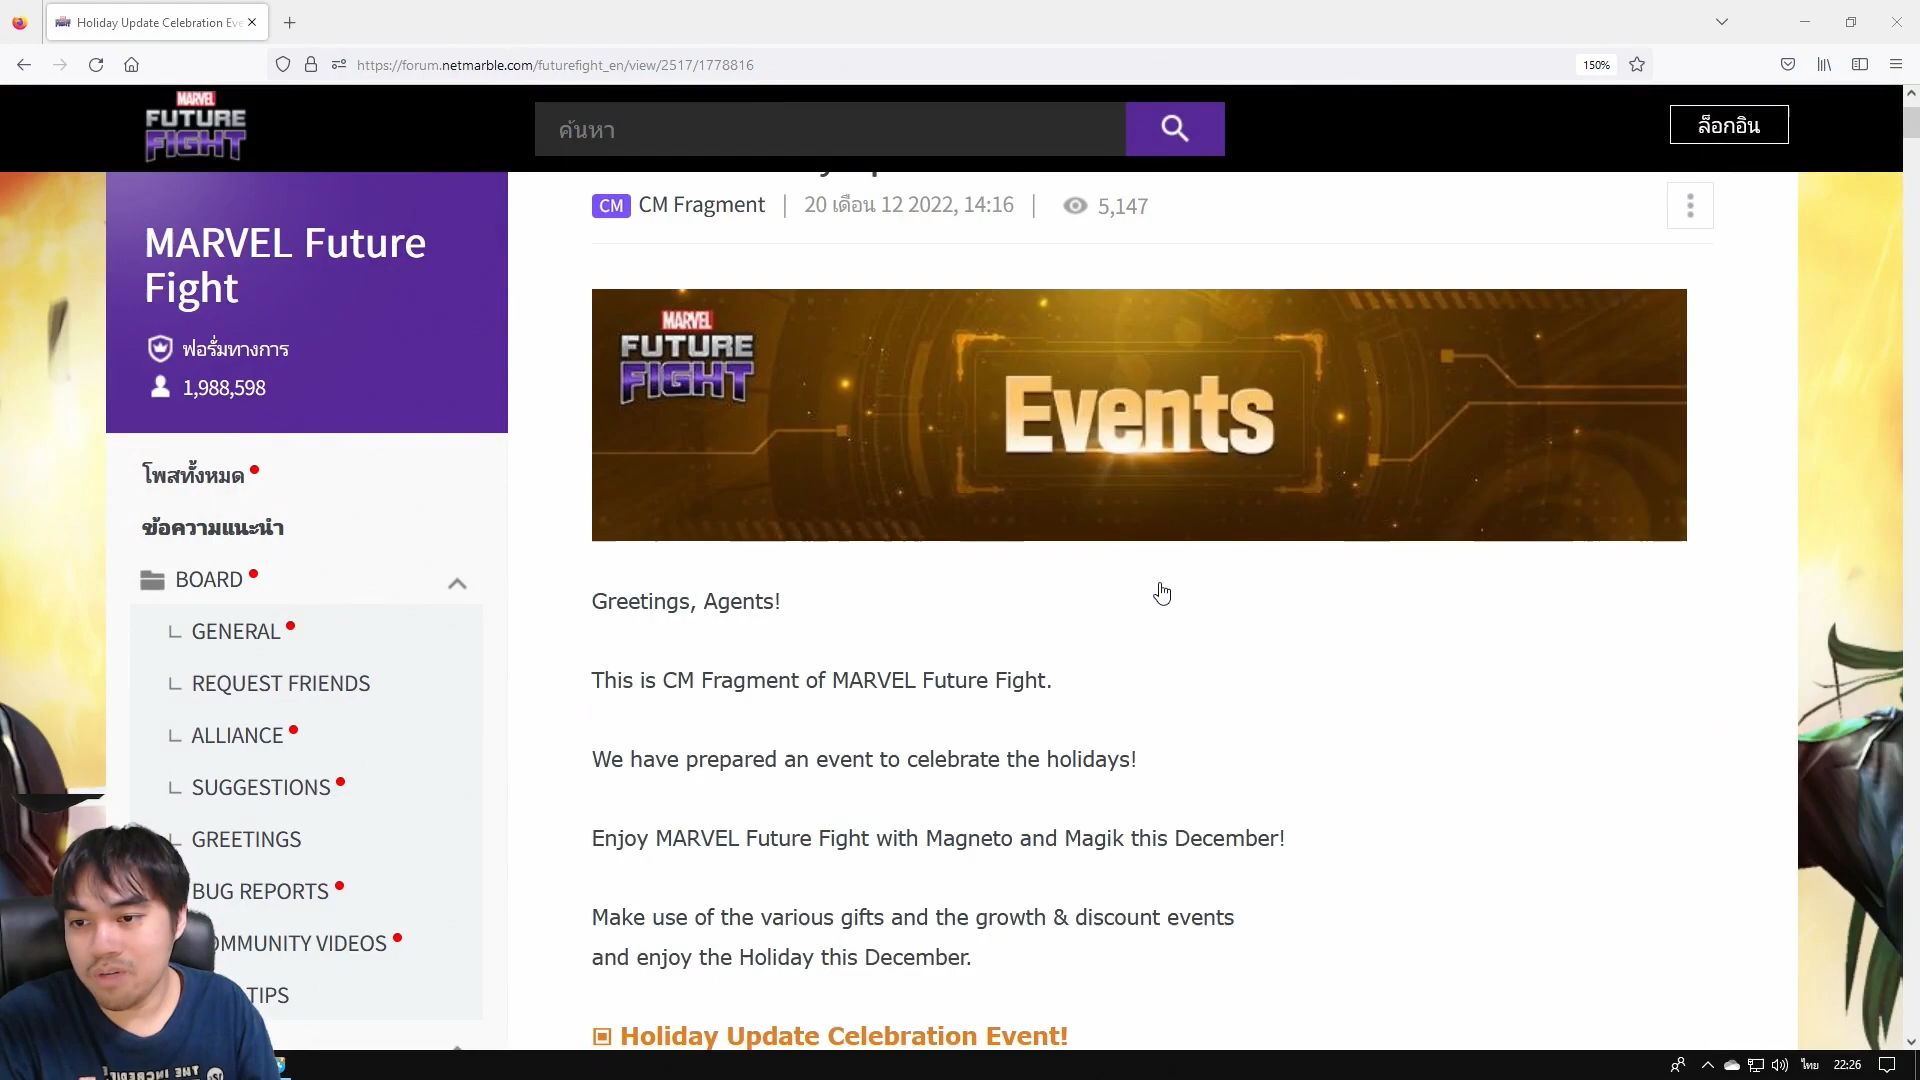 Holiday Update Celebration Eve
https://forum.netmarble.com/futurefight_en/view/2517/1778816
150%
MARVEL
FUTURE
FIGHT
ค้นหา
ล็อกอิน
MARVEL Future
Fight
ฟอรั่มทางการ
1,988,598
โพสทั้งหมด
ข้อความแนะนำ
BOARD
GENERAL
REQUEST FRIENDS
ALLIANCE
SUGGESTIONS
GREETINGS
BUG REPORTS
OMMUNITY VIDEOS
TIPS
CM CM Fragment | 20 เดือน 12 2022, 14:16 | 5,147
MARVEL
FUTURE
FIGHT
Events
Greetings, Agents!
This is CM Fragment of MARVEL Future Fight.
We have prepared an event to celebrate the holidays!
Enjoy MARVEL Future Fight with Magneto and Magik this December!
Make use of the various gifts and the growth & discount events
and enjoy the Holiday this December.
▣ Holiday Update Celebration Event!
ไทย 22:26